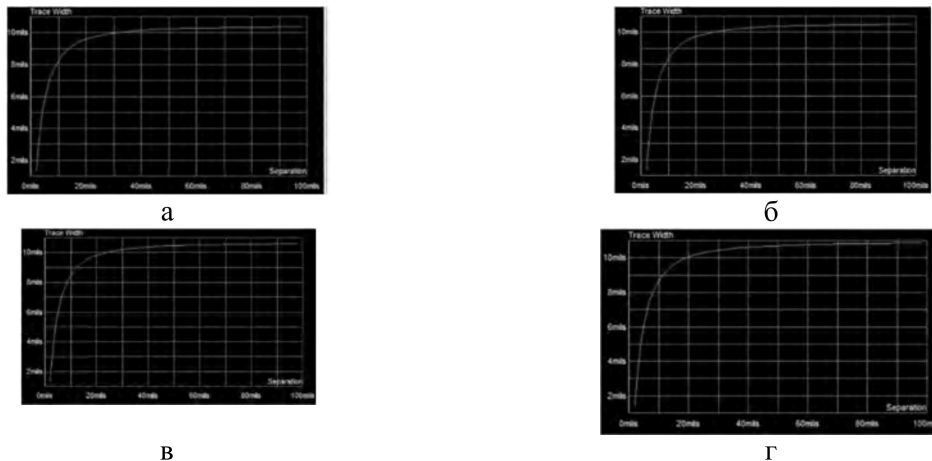 Trace Width
10mils
8mils
6mils
4mils
2mils
Separation
0mils 20mils 40mils 60mils 80mils 100mils
а
Trace Width
10mils
8mils
6mils
4mils
2mils
Separation
0mils 20mils 40mils 60mils 80mils 100mils
б
Trace Width
10mils
8mils
6mils
4mils
2mils
Separation
0mils 20mils 40mils 60mils 80mils 100mils
в
Trace Width
10mils
8mils
6mils
4mils
2mils
Separation
0mils 20mils 40mils 60mils 80mils 100m
г